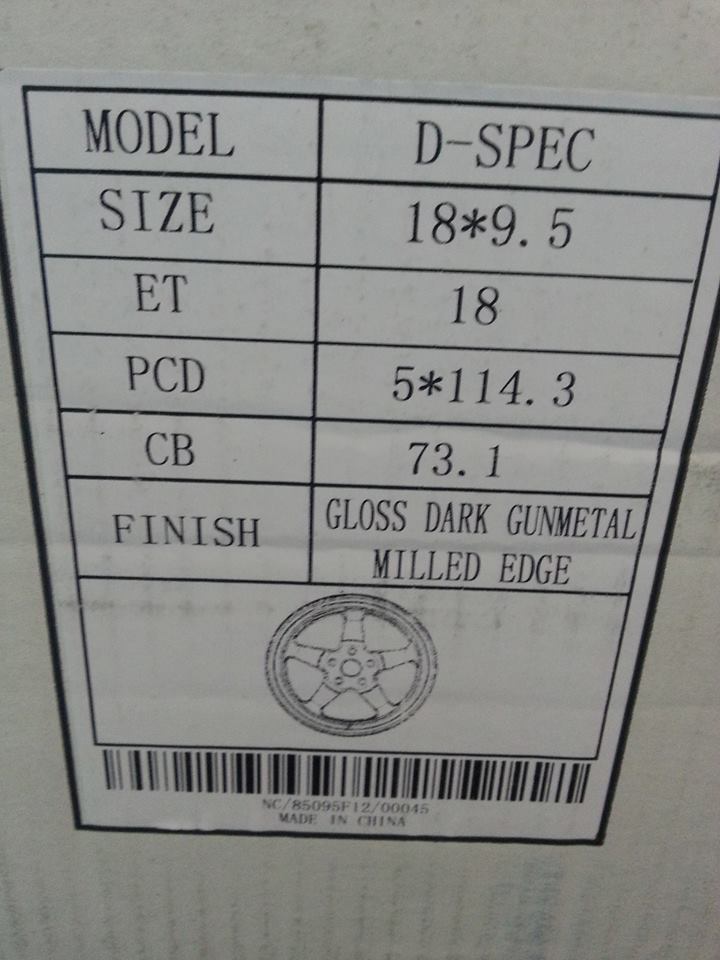 MODEL D-SPEC
SIZE 18*9.5
ET 18
PCD 5*114.3
CB 73.1
FINISH GLOSS DARK GUNMETAL
MILLED EDGE
NC/85095F12/00045
MADE IN CHINA